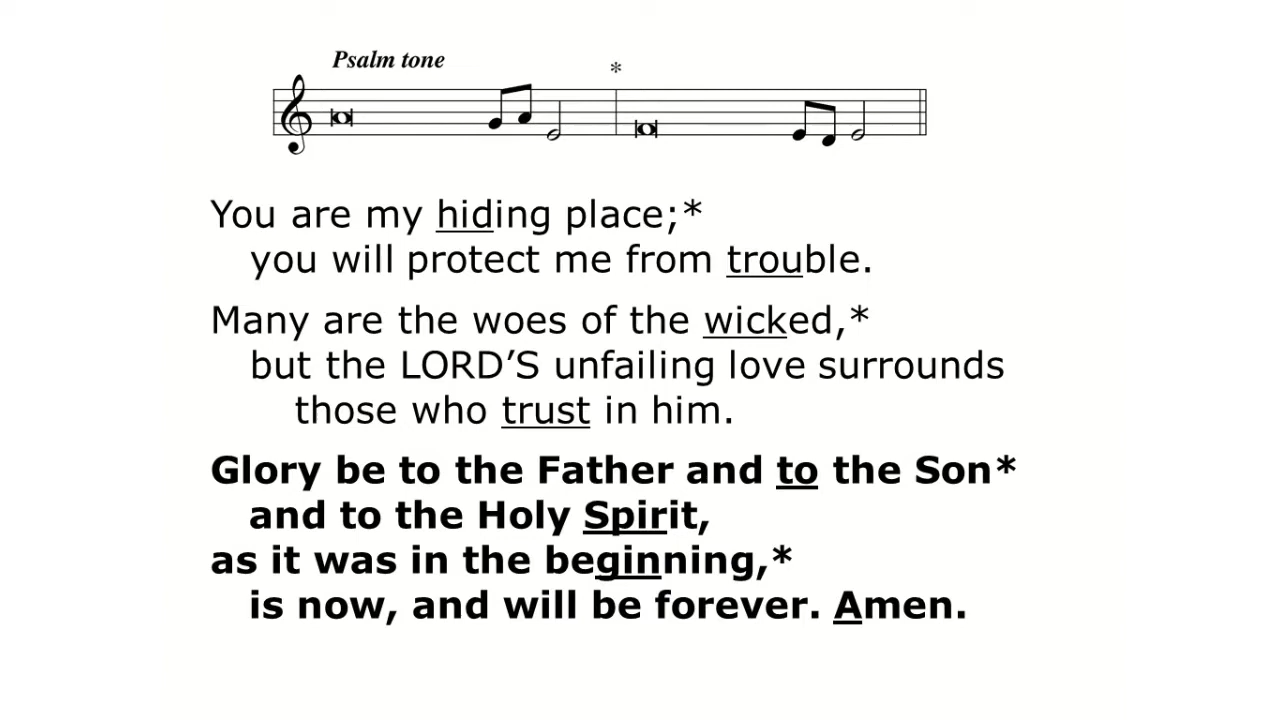 Psalm tone
*
You are my hiding place;*
you will protect me from trouble.
Many are the woes of the wicked,*
but the LORD’S unfailing love surrounds
those who trust in him.
Glory be to the Father and to the Son*
and to the Holy Spirit,
as it was in the beginning,*
is now, and will be forever. Amen.